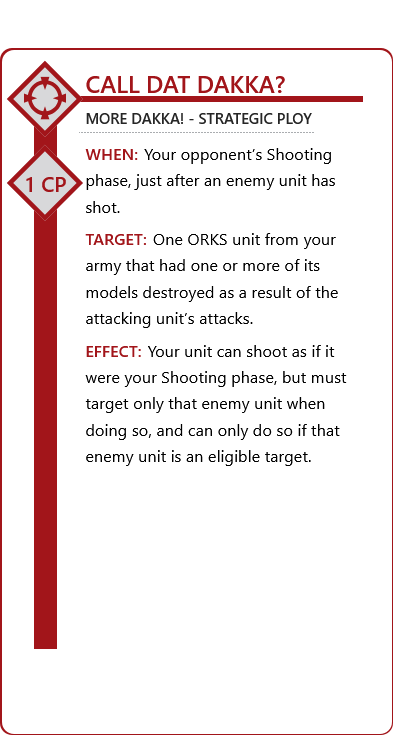 CALL DAT DAKKA?
MORE DAKKA! - STRATEGIC PLOY
1 CP
WHEN: Your opponent's Shooting
phase, just after an enemy unit has
shot.
TARGET: One ORKS unit from your
army that had one or more of its
models destroyed as a result of the
attacking unit's attacks.
EFFECT: Your unit can shoot as if it
were your Shooting phase, but must
target only that enemy unit when
doing so, and can only do so if that
enemy unit is an eligible target.